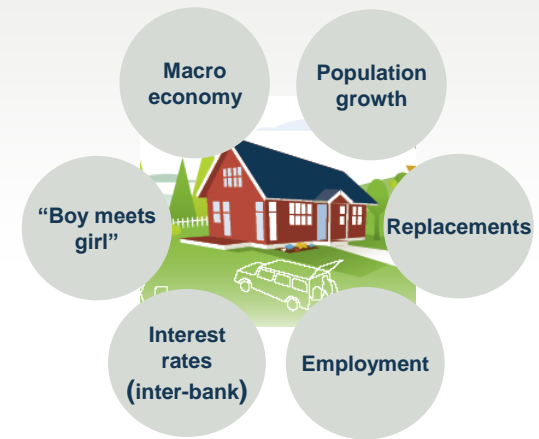 Macro
economy
Population
growth
“Boy meets
girl”
Replacements
Interest
rates
(inter-bank)
Employment